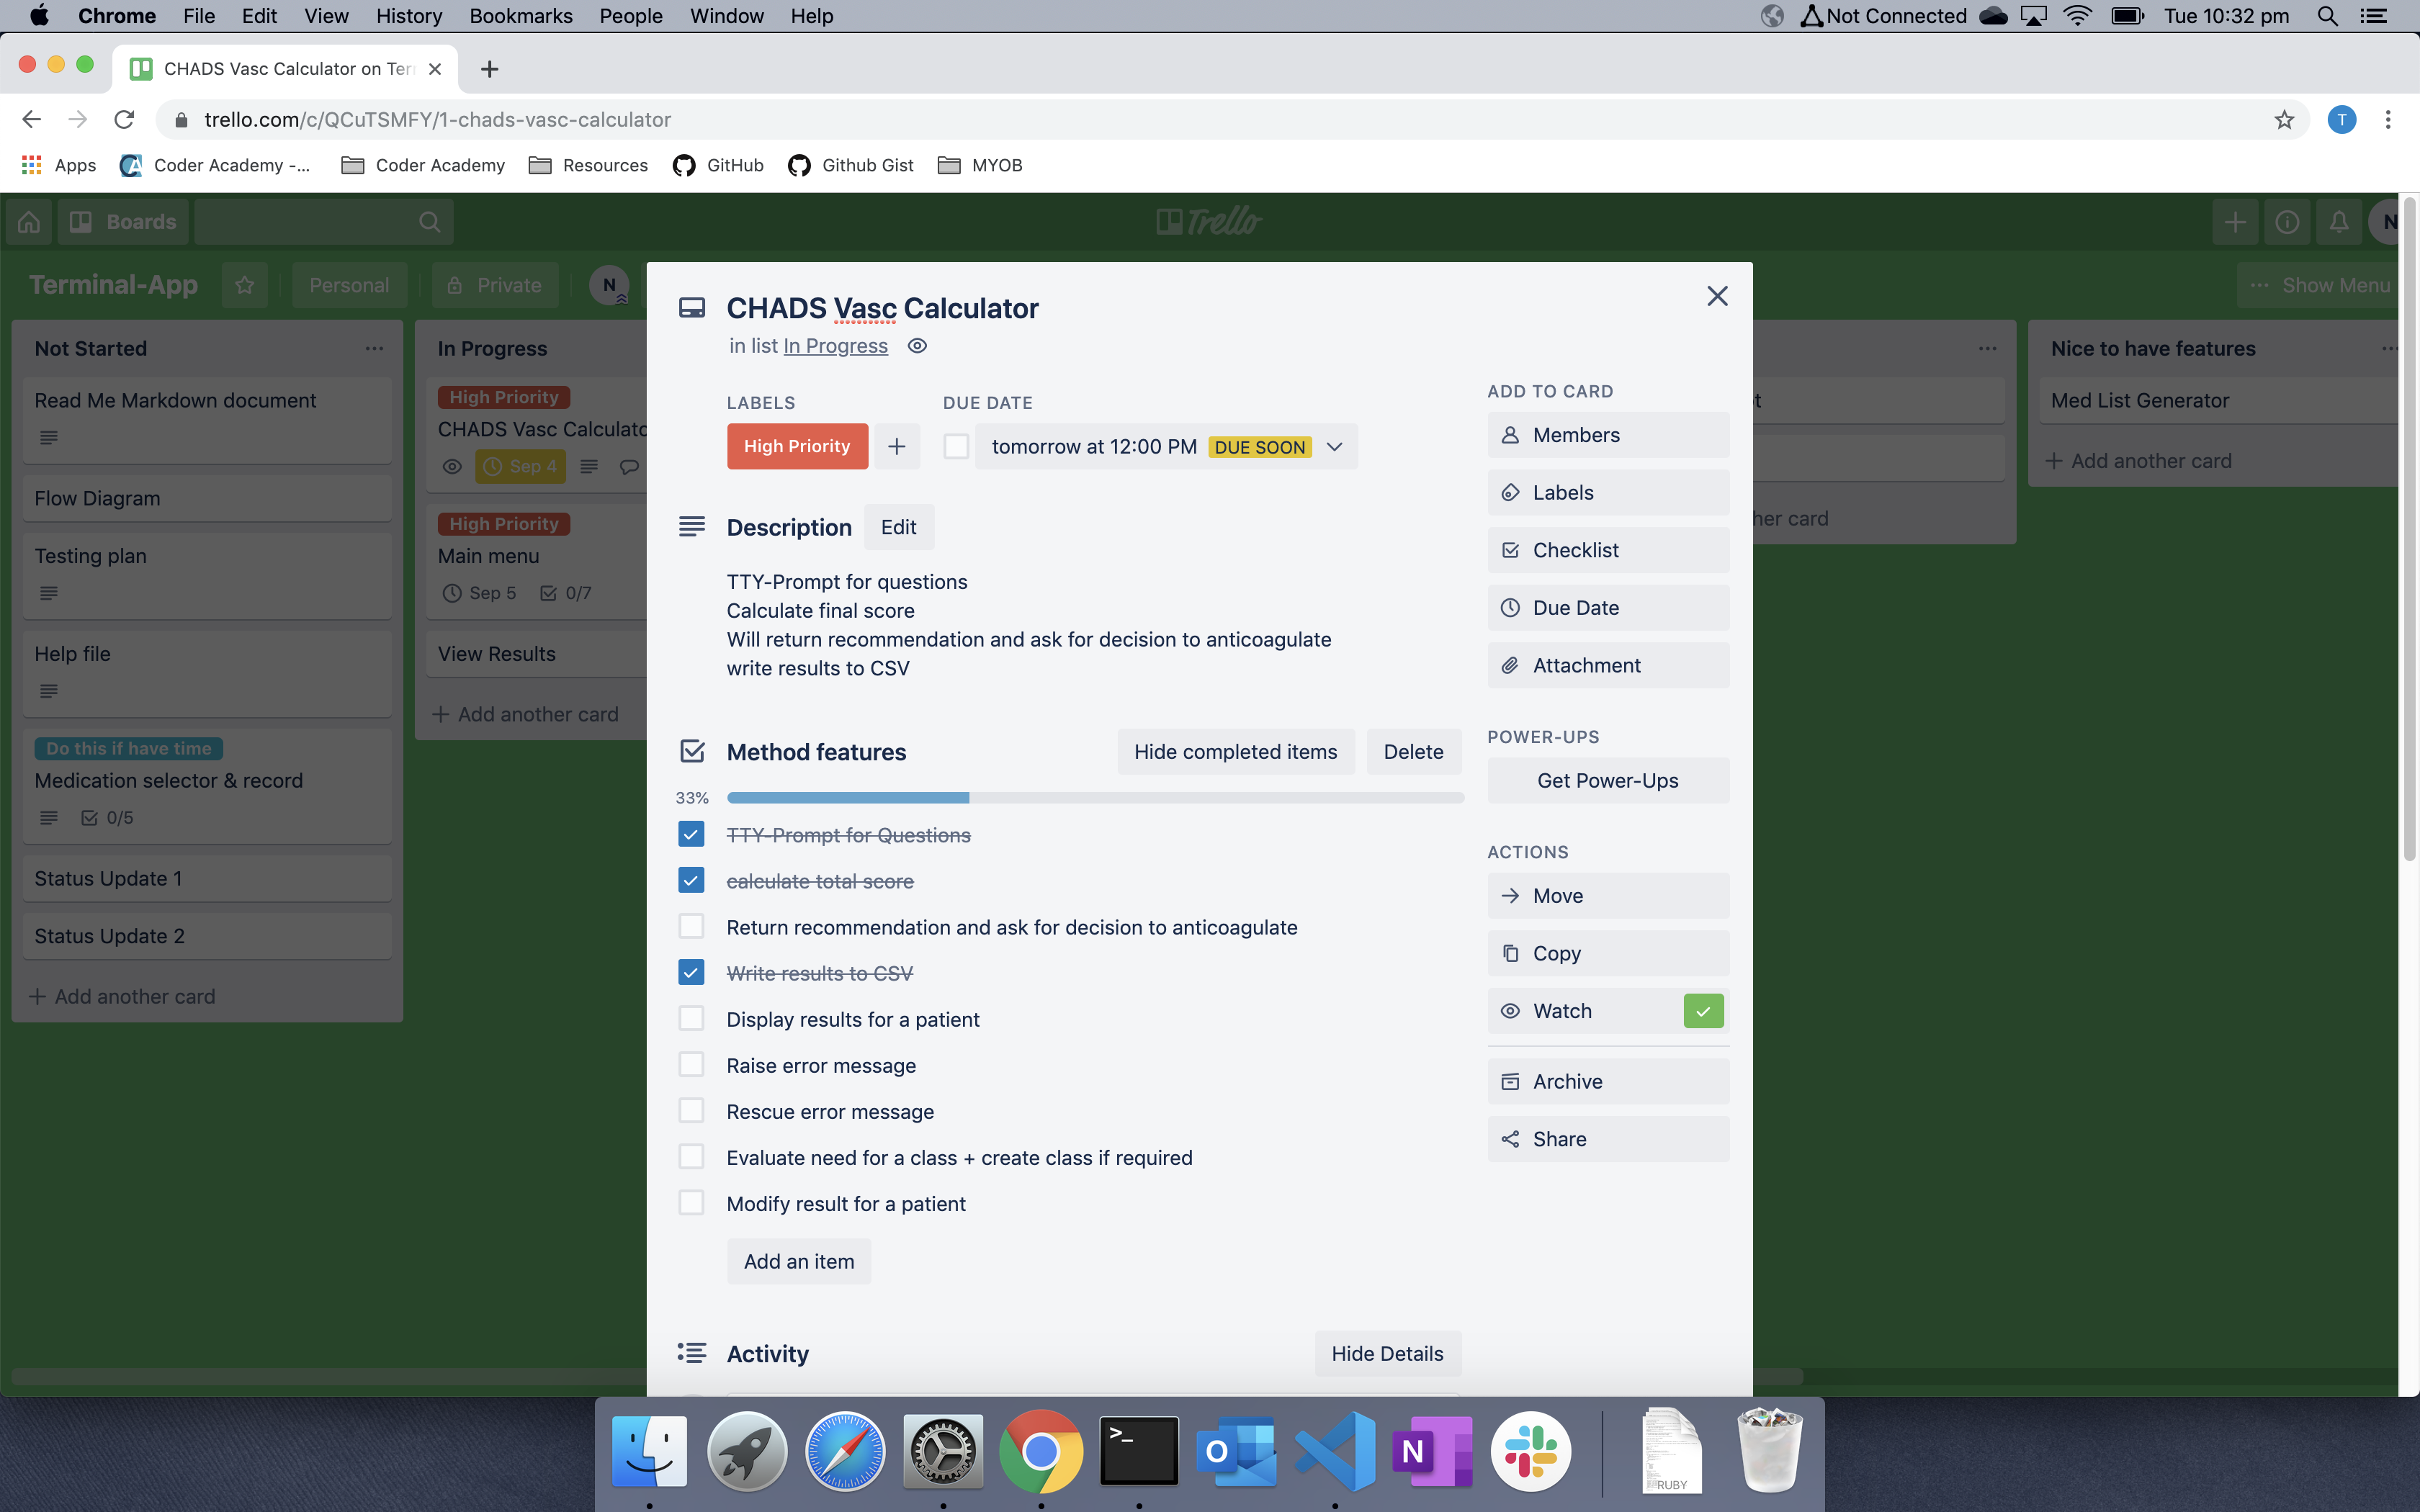 Chrome File Edit View History Bookmarks People Window Help Not Connected Tue 10:32 pm
CHADS Vasc Calculator on Ter
trello.com/c/QCuTSMFY/1-chads-vasc-calculator T
Apps Coder Academy -... Coder Academy Resources GitHub Github Gist MYOB
Boards Trello N
Terminal-App Personal Private N Show Menu
Not Started
Read Me Markdown document
Flow Diagram
Testing plan
Help file
Do this if have time
Medication selector & record
0/5
Status Update 1
Status Update 2
+ Add another card
In Progress
High Priority
CHADS Vasc Calculato
Sep 4
High Priority
Main menu
Sep 5 0/7
View Results
+ Add another card
CHADS Vasc Calculator
in list In Progress
LABELS DUE DATE
High Priority + tomorrow at 12:00 PM DUE SOON
Description Edit
TTY-Prompt for questions
Calculate final score
Will return recommendation and ask for decision to anticoagulate
write results to CSV
Method features Hide completed items Delete
33%
TTY-Prompt for Questions
calculate total score
Return recommendation and ask for decision to anticoagulate
Write results to CSV
Display results for a patient
Raise error message
Rescue error message
Evaluate need for a class + create class if required
Modify result for a patient
Add an item
Activity Hide Details
ADD TO CARD
Members
Labels
Checklist
Due Date
Attachment
POWER-UPS
Get Power-Ups
ACTIONS
Move
Copy
Watch
Archive
Share
t
her card
Nice to have features
Med List Generator
+ Add another card
>_ O N RUBY